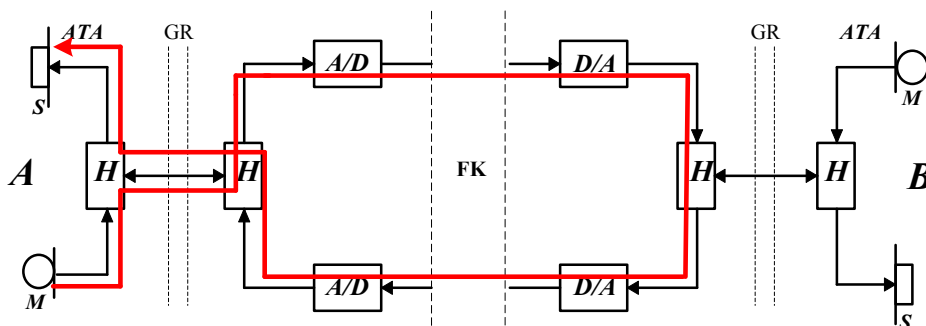 ATA GR GR ATA
A/D D/A
S M
A H H FK H H B
M A/D D/A S